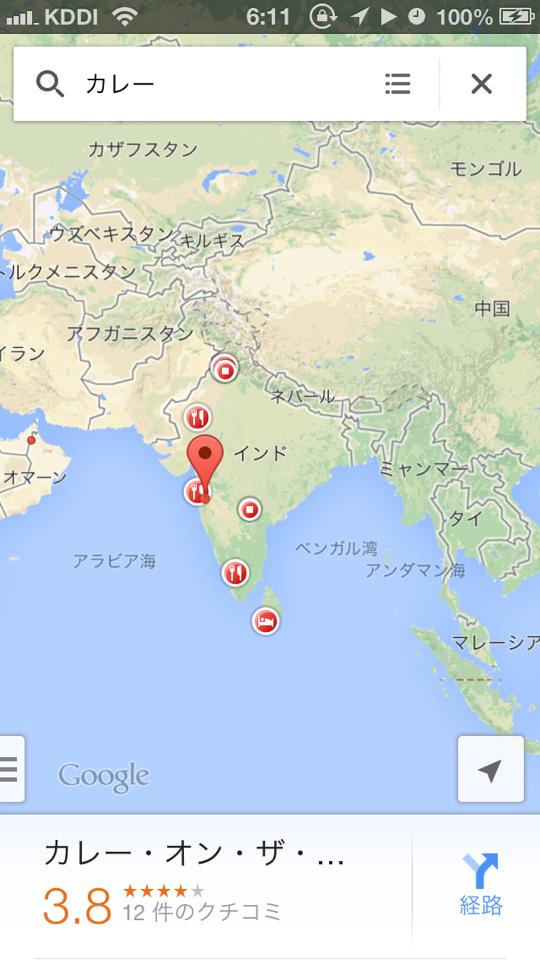 KDDI 6:11 100%
カレー
カザフスタン
モンゴル
ウズベキスタン
キルギス
トルクメニスタン
中国
アフガニスタン
イラン
ネパール
インド
オマーン
ミャンマー
タイ
ベンガル湾
アラビア海
アンダマン海
マレーシア
Google
カレー・オン・ザ・...
3.8
12 件のクチコミ
経路